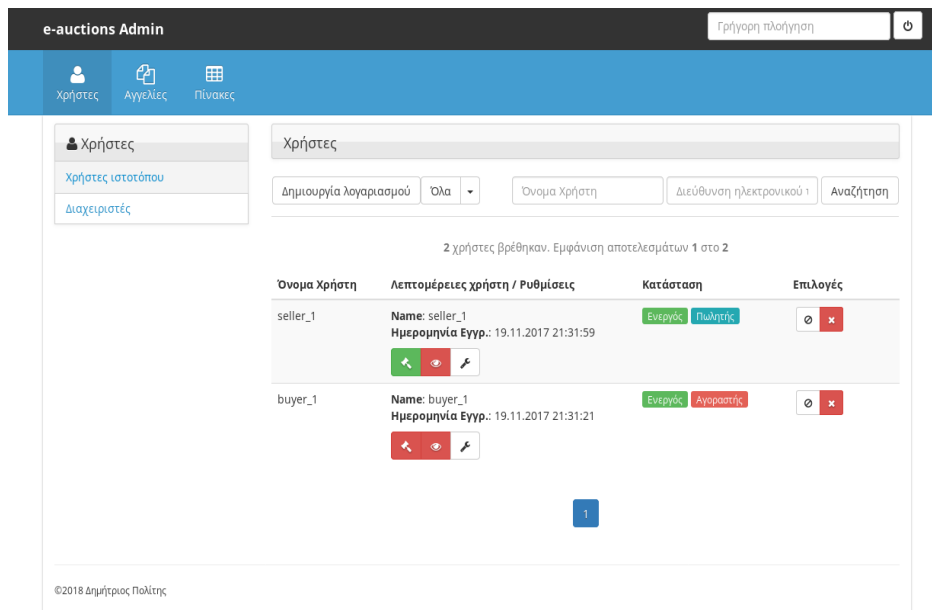 e-auctions Admin
Γρήγορη πλοήγηση
Χρήστες Αγγελίες Πίνακες
Χρήστες
Χρήστες ιστοτόπου
Διαχειριστές
Χρήστες
Δημιουργία λογαριασμού Όλα Όνομα Χρήστη Διεύθυνση ηλεκτρονικού Αναζήτηση
2 χρήστες βρέθηκαν. Εμφάνιση αποτελεσμάτων 1 στο 2
Όνομα Χρήστη Λεπτομέρειες χρήστη / Ρυθμίσεις Κατάσταση Επιλογές
seller_1 Name: seller_1 Ενεργός Πωλητής
Ημερομηνία Εγγρ.: 19.11.2017 21:31:59
buyer_1 Name: buyer_1 Ενεργός Αγοραστής
Ημερομηνία Εγγρ.: 19.11.2017 21:31:21
1
©2018 Δημήτριος Πολίτης